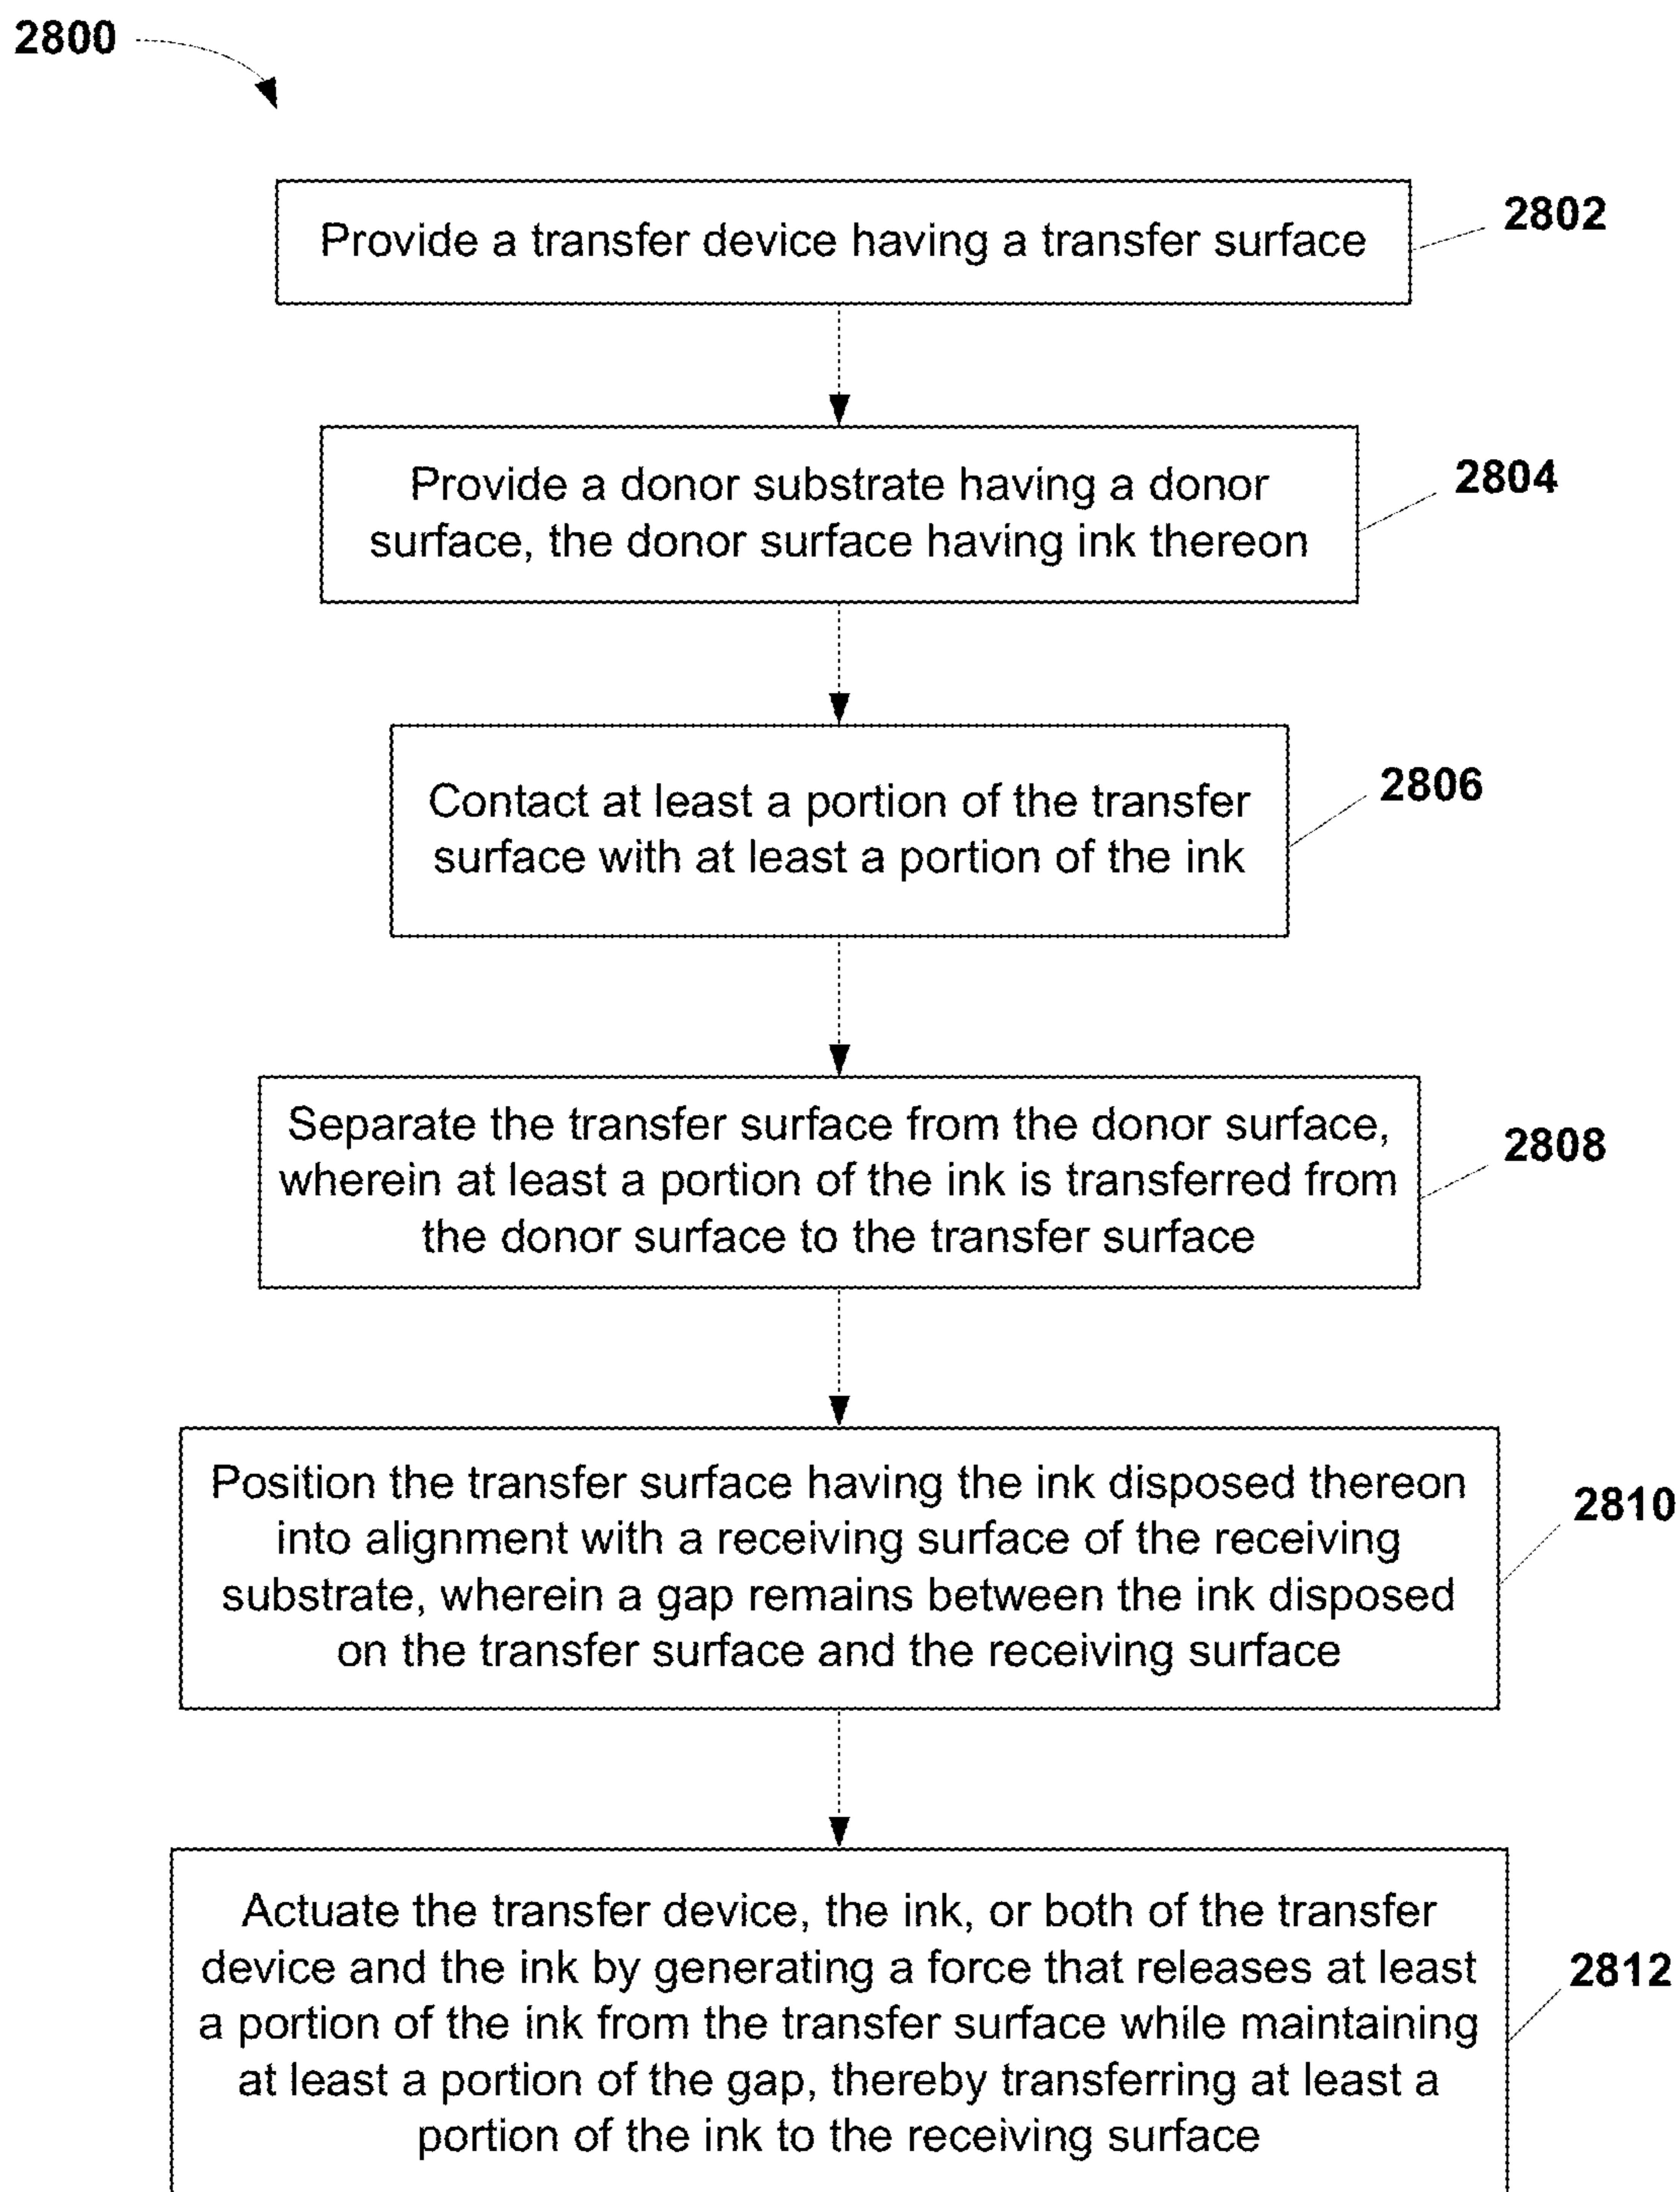 2800
Provide a transfer device having a transfer surface
2802
Provide a donor substrate having a donor
surface, the donor surface having ink thereon
2804
Contact at least a portion of the transfer
surface with at least a portion of the ink
2806
Separate the transfer surface from the donor surface,
wherein at least a portion of the ink is transferred from
the donor surface to the transfer surface
2808
Position the transfer surface having the ink disposed thereon
into alignment with a receiving surface of the receiving
substrate, wherein a gap remains between the ink disposed
on the transfer surface and the receiving surface
2810
Actuate the transfer device, the ink, or both of the transfer
device and the ink by generating a force that releases at least
a portion of the ink from the transfer surface while maintaining
at least a portion of the gap, thereby transferring at least a
portion of the ink to the receiving surface
2812